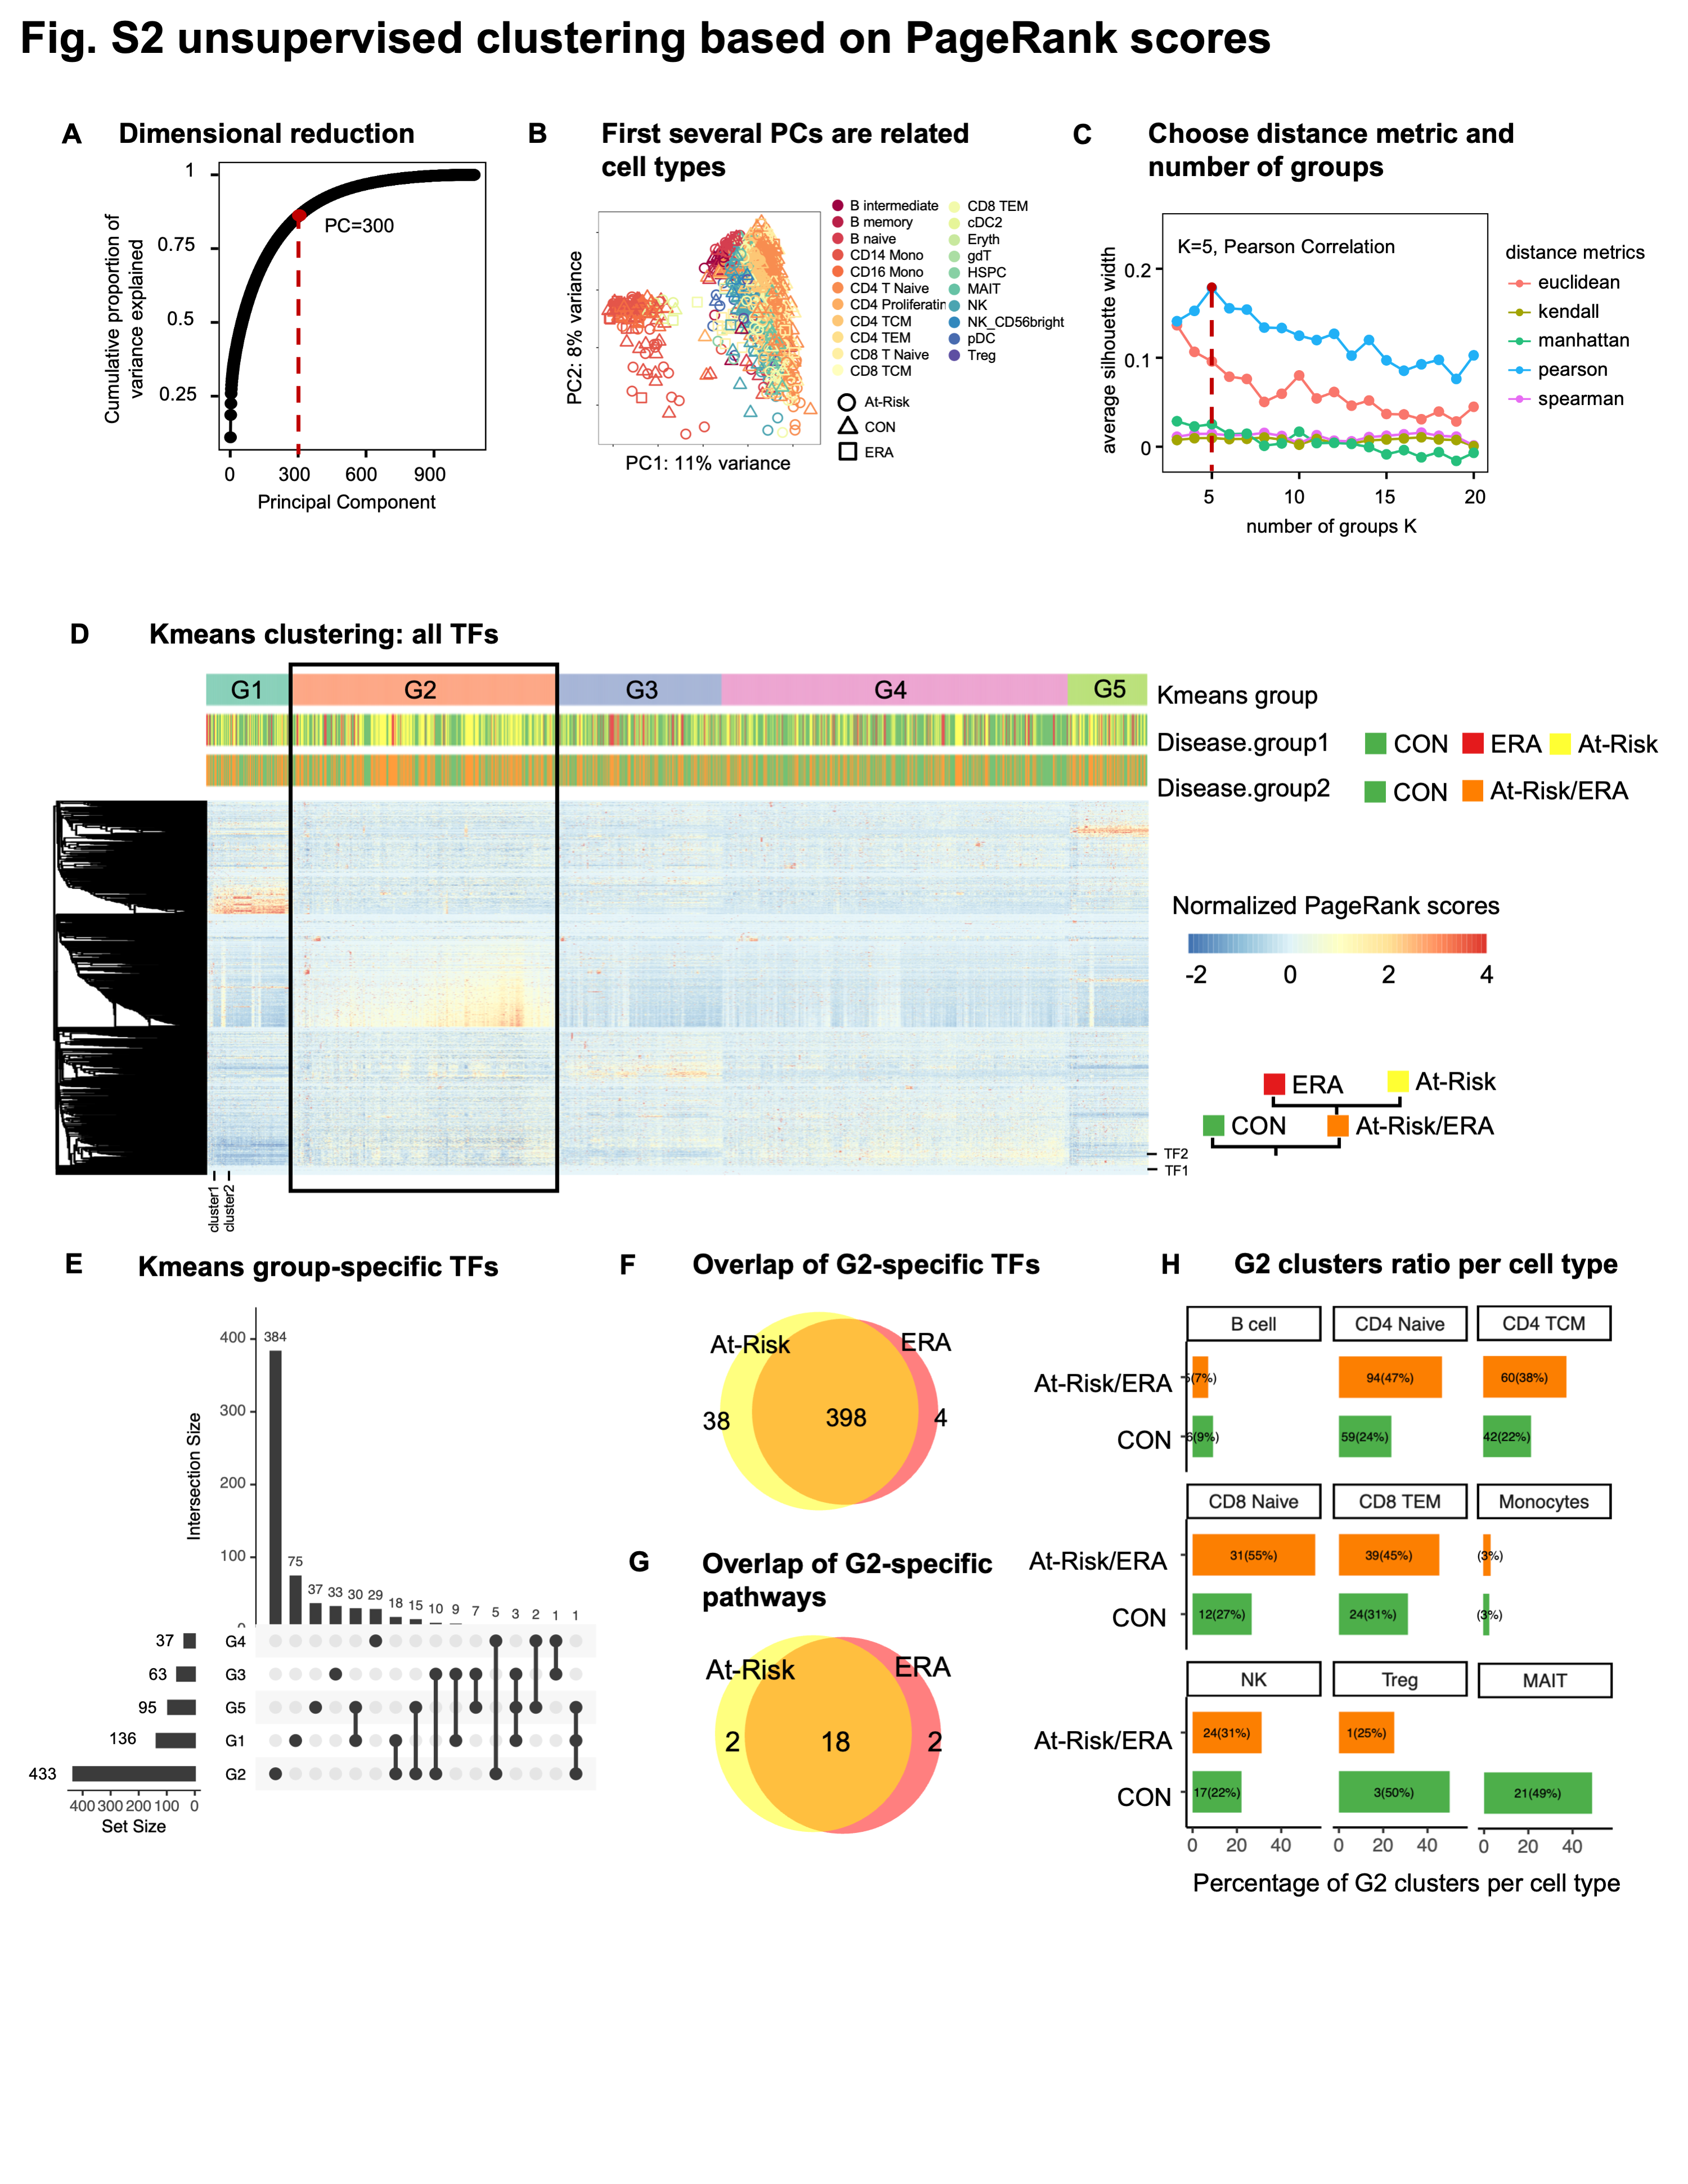 Fig. S2 unsupervised clustering based on PageRank scores
A
Dimensional reduction
Cumulative proportion of
variance explained
1
0.75
0.5
0.25
PC=300
0 300 600 900
Principal Component
B
First several PCs are related
cell types
PC2: 8% variance
PC1: 11% variance
B intermediate
B memory
B naive
CD14 Mono
CD16 Mono
CD4 T Naive
CD4 Proliferatin
CD4 TCM
CD4 TEM
CD8 T Naive
CD8 TCM
CD8 TEM
cDC2
Eryth
gdT
HSPC
MAIT
NK
NK_CD56bright
pDC
Treg
At-Risk
CON
ERA
C
Choose distance metric and
number of groups
average silhouette width
0.2
0.1
0
K=5, Pearson Correlation
5 10 15 20
number of groups K
distance metrics
euclidean
kendall
manhattan
pearson
spearman
D
Kmeans clustering: all TFs
G1 G2 G3 G4 G5
Kmeans group
Disease.group1
CON ERA At-Risk
Disease.group2
CON At-Risk/ERA
Normalized PageRank scores
-2 0 2 4
ERA At-Risk
CON At-Risk/ERA
TF2
TF1
cluster1
cluster2
E
Kmeans group-specific TFs
Intersection Size
400
300
200
100
0
384 75 37 33 30 29 18 15 10 9 7 5 3 2 1 1
37 G4
63 G3
95 G5
136 G1
433 G2
400 300 200 100 0
Set Size
F
Overlap of G2-specific TFs
At-Risk ERA
38 398 4
G
Overlap of G2-specific
pathways
At-Risk ERA
2 18 2
H
G2 clusters ratio per cell type
B cell CD4 Naive CD4 TCM
At-Risk/ERA (7%) 94(47%) 60(38%)
CON 6(9%) 59(24%) 42(22%)
CD8 Naive CD8 TEM Monocytes
At-Risk/ERA 31(55%) 39(45%) (3%)
CON 12(27%) 24(31%) (3%)
NK Treg MAIT
At-Risk/ERA 24(31%) 1(25%)
CON 17(22%) 3(50%) 21(49%)
0 20 40 0 20 40 0 20 40
Percentage of G2 clusters per cell type